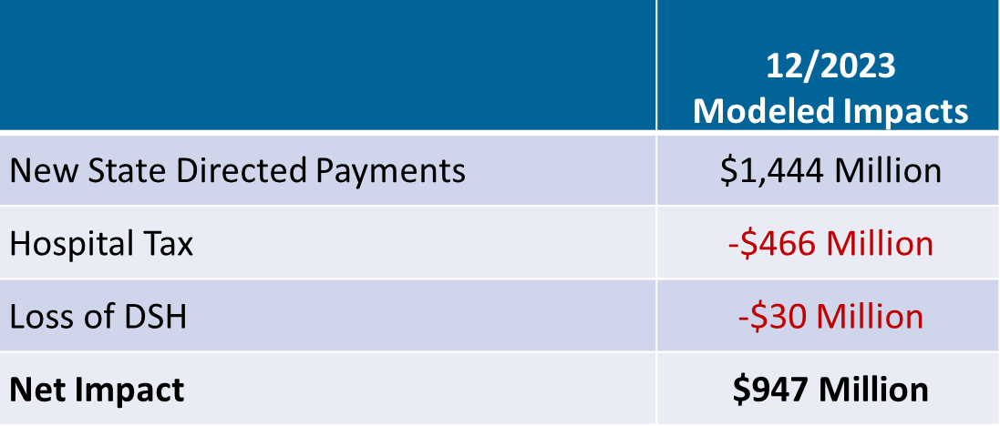 12/2023
Modeled Impacts
New State Directed Payments $1,444 Million
Hospital Tax -$466 Million
Loss of DSH -$30 Million
Net Impact $947 Million